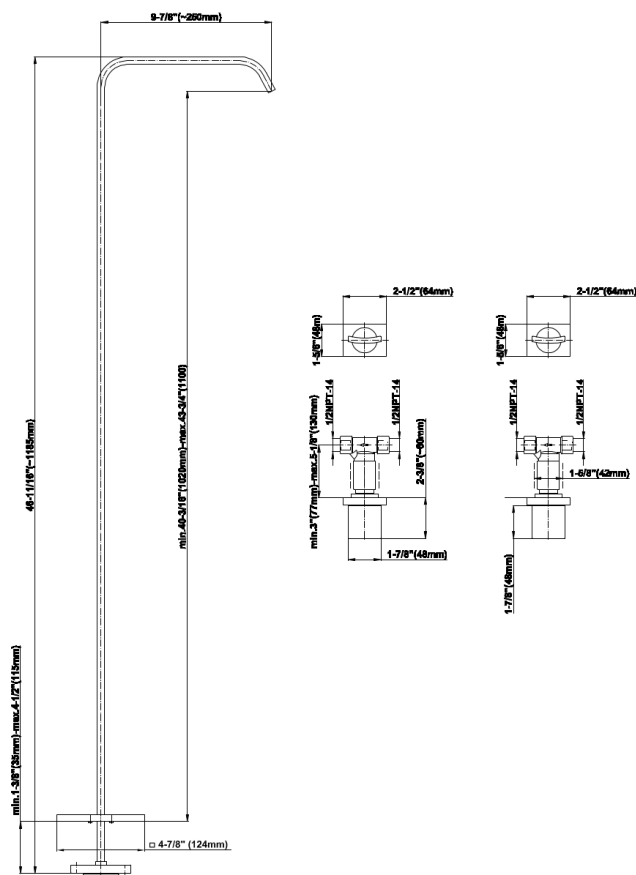 9-7/8"(~250mm)
46-11/16"(~1185mm)
min.40-3/16"(1020mm)-max.43-3/4"(1100)
min.1-3/8"(35mm)-max.4-1/2"(115mm)
□ 4-7/8" (124mm)
2-1/2"(64mm)
1-5/6"(48m)
1/2NPT-14
1/2NPT-14
min.3"(77mm)-max.5-1/8"(130mm)
2-3/8"(~60mm)
1-7/8"(48mm)
2-1/2"(64mm)
1-5/6"(48m)
1/2NPT-14
1/2NPT-14
1-5/8"(42mm)
1-7/8"(48mm)